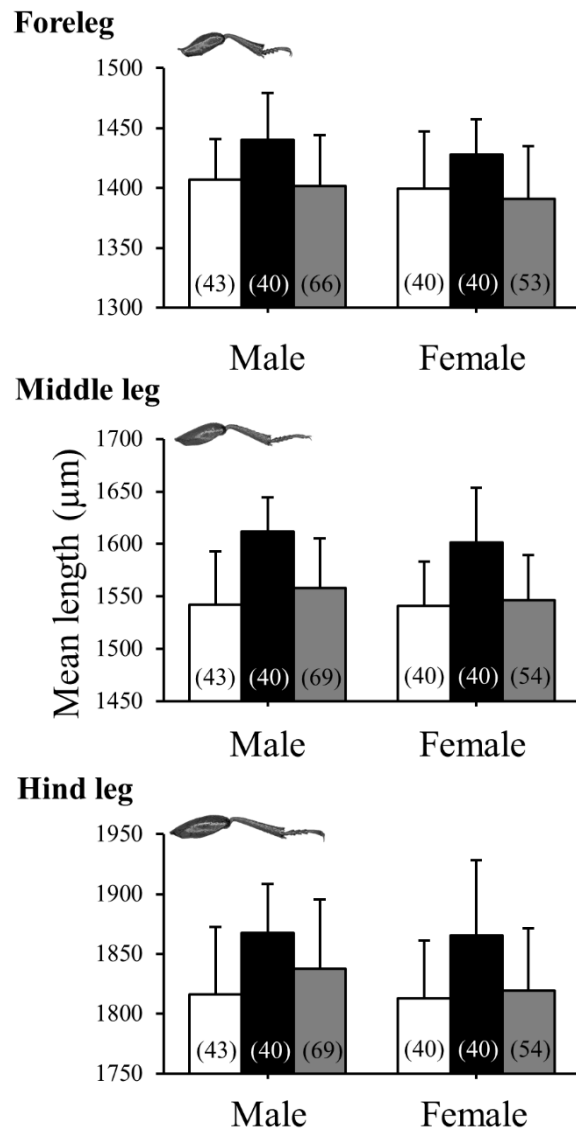 Foreleg
1500
1450
1400
1350
1300
(43) (40) (66) (40) (40) (53)
Male Female
Middle leg
Mean length (µm)
1700
1650
1600
1550
1500
1450
(43) (40) (69) (40) (40) (54)
Male Female
Hind leg
1950
1900
1850
1800
1750
(43) (40) (69) (40) (40) (54)
Male Female